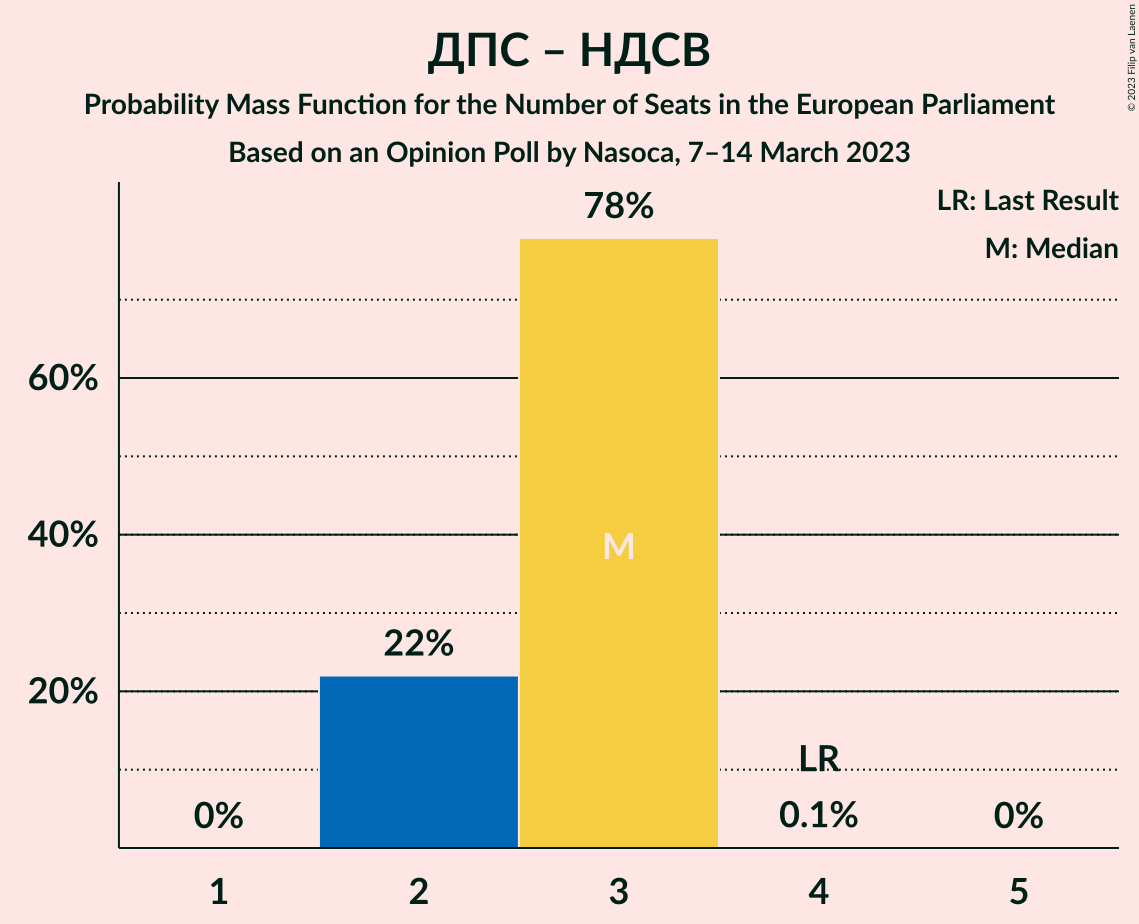 ДПС – НДСВ
Probability Mass Function for the Number of Seats in the European Parliament
Based on an Opinion Poll by Nasoca, 7–14 March 2023
© 2023 Filip van Laenen
LR: Last Result
M: Median
78%
60%
40%
M
22%
20%
LR
0%
0.1%
0%
1
2
3
4
5